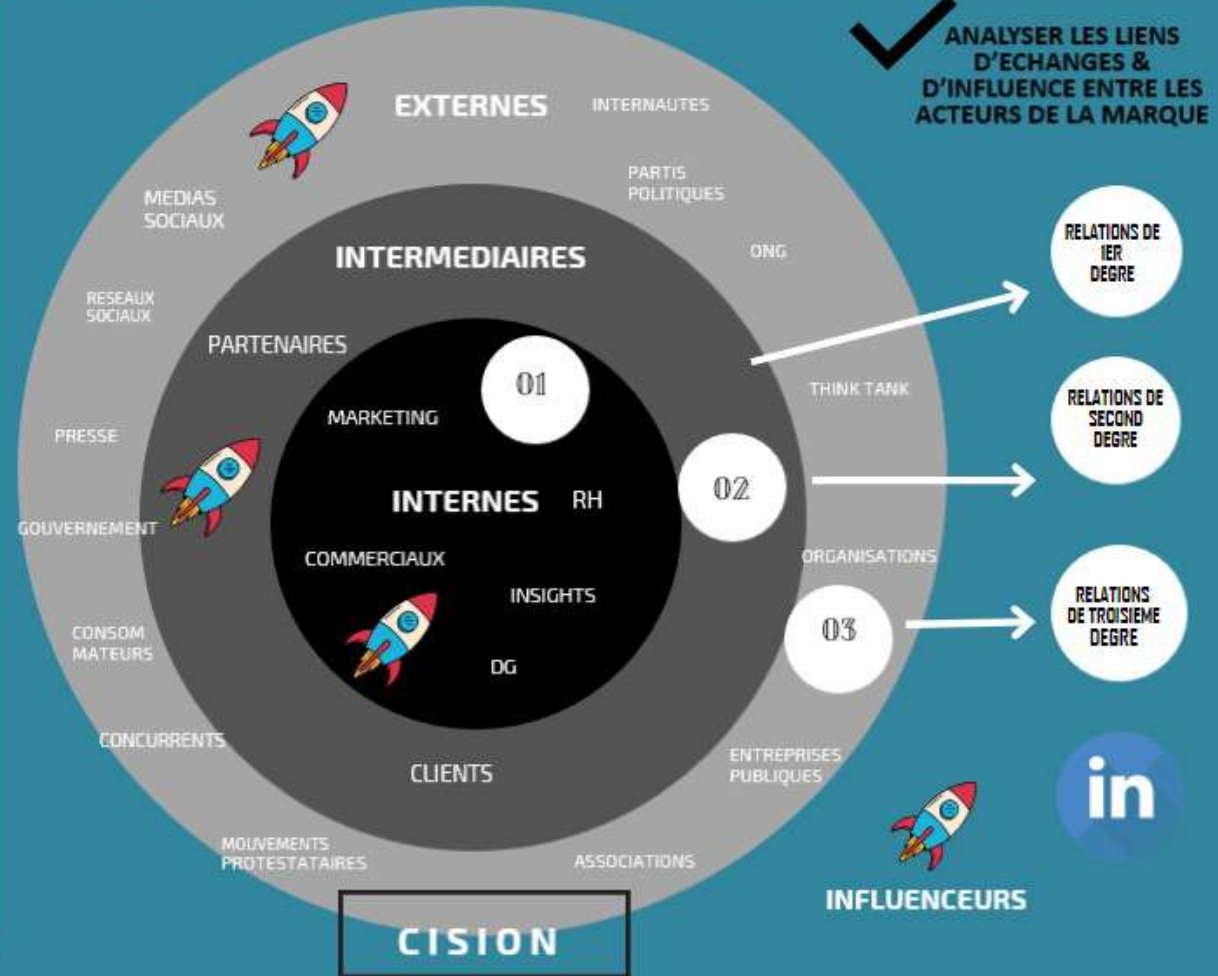 ANALYSER LES LIENS
D'ECHANGES &
D'INFLUENCE ENTRE LES
ACTEURS DE LA MARQUE
EXTERNES
INTERNAUTES
PARTIS
POLITIQUES
MEDIAS
SOCIAUX
ONG
RESEAUX
SOCIAUX
THINK TANK
PRESSE
GOUVERNEMENT
ORGANISATIONS
CONSOM
MATEURS
CONCURRENTS
ENTREPRISES
PUBLIQUES
MOUVEMENTS
PROTESTATAIRES
ASSOCIATIONS
INTERMEDIAIRES
PARTENAIRES
CLIENTS
01
MARKETING
INTERNES
RH
COMMERCIAUX
INSIGHTS
DG
02
03
RELATIONS DE
1ER
DEGRE
RELATIONS DE
SECOND
DEGRE
RELATIONS
DE TROISIEME
DEGRE
in
INFLUENCEURS
CISION